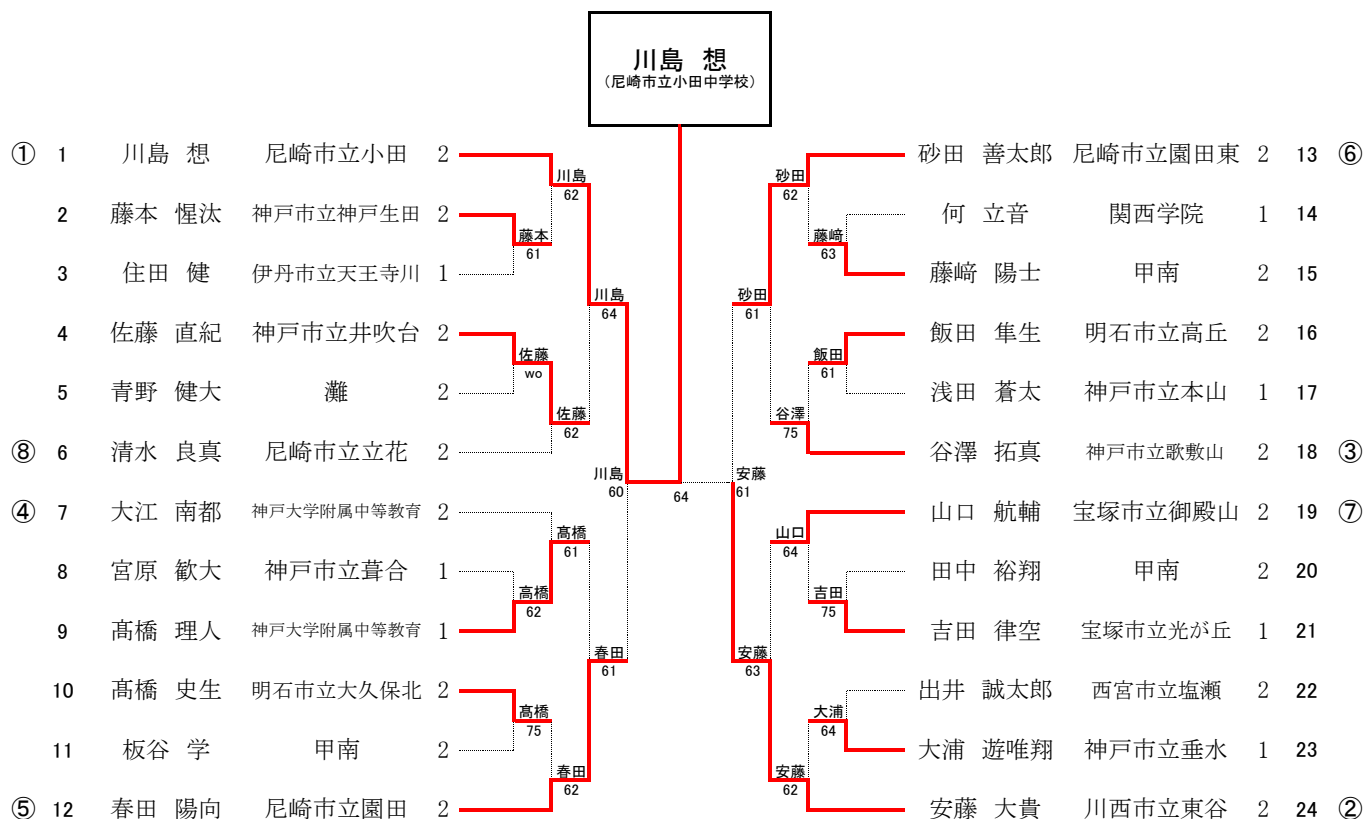 川島 想
(尼崎市立小田中学校)
① 1 川島 想 尼崎市立小田 2
2 藤本 惺汰 神戸市立神戸生田 2
3 住田 健 伊丹市立天王寺川 1
4 佐藤 直紀 神戸市立井吹台 2
5 青野 健大 灘 2
⑧ 6 清水 良真 尼崎市立立花 2
④ 7 大江 南都 神戸大学附属中等教育 2
8 宮原 歓大 神戸市立葺合 1
9 髙橋 理人 神戸大学附属中等教育 1
10 髙橋 史生 明石市立大久保北 2
11 板谷 学 甲南 2
⑤ 12 春田 陽向 尼崎市立園田 2
川島
62
藤本
61
川島
64
佐藤
wo
佐藤
62
川島
60
髙橋
61
高橋
62
春田
61
髙橋
75
春田
62
64
砂田
62
藤﨑
63
砂田
61
飯田
61
谷澤
75
安藤
61
山口
64
吉田
75
安藤
63
大浦
64
安藤
62
砂田 善太郎 尼崎市立園田東 2 13 ⑥
何 立音 関西学院 1 14
藤﨑 陽士 甲南 2 15
飯田 隼生 明石市立高丘 2 16
浅田 蒼太 神戸市立本山 1 17
谷澤 拓真 神戸市立歌敷山 2 18 ③
山口 航輔 宝塚市立御殿山 2 19 ⑦
田中 裕翔 甲南 2 20
吉田 律空 宝塚市立光が丘 1 21
出井 誠太郎 西宮市立塩瀬 2 22
大浦 遊唯翔 神戸市立垂水 1 23
安藤 大貴 川西市立東谷 2 24 ②